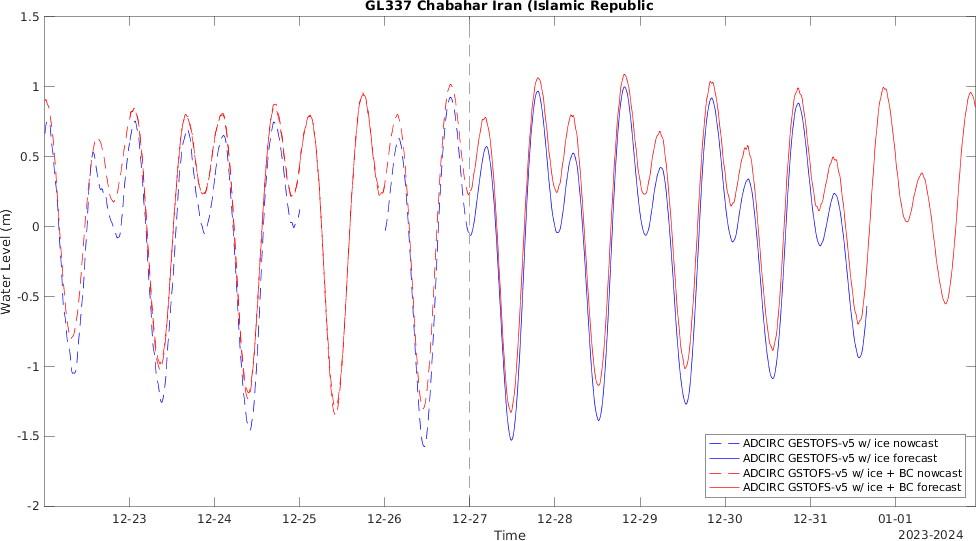 GL337 Chabahar Iran (Islamic Republic
1.5
1
0.5
0
-0.5
-1
-1.5
-2
Water Level (m)
12-23 12-24 12-25 12-26 12-27 12-28 12-29 12-30 12-31 01-01
Time
2023-2024
ADCIRC GESTOFS-v5 w/ ice nowcast
ADCIRC GESTOFS-v5 w/ ice forecast
ADCIRC GSTOFS-v5 w/ ice + BC nowcast
ADCIRC GSTOFS-v5 w/ ice + BC forecast